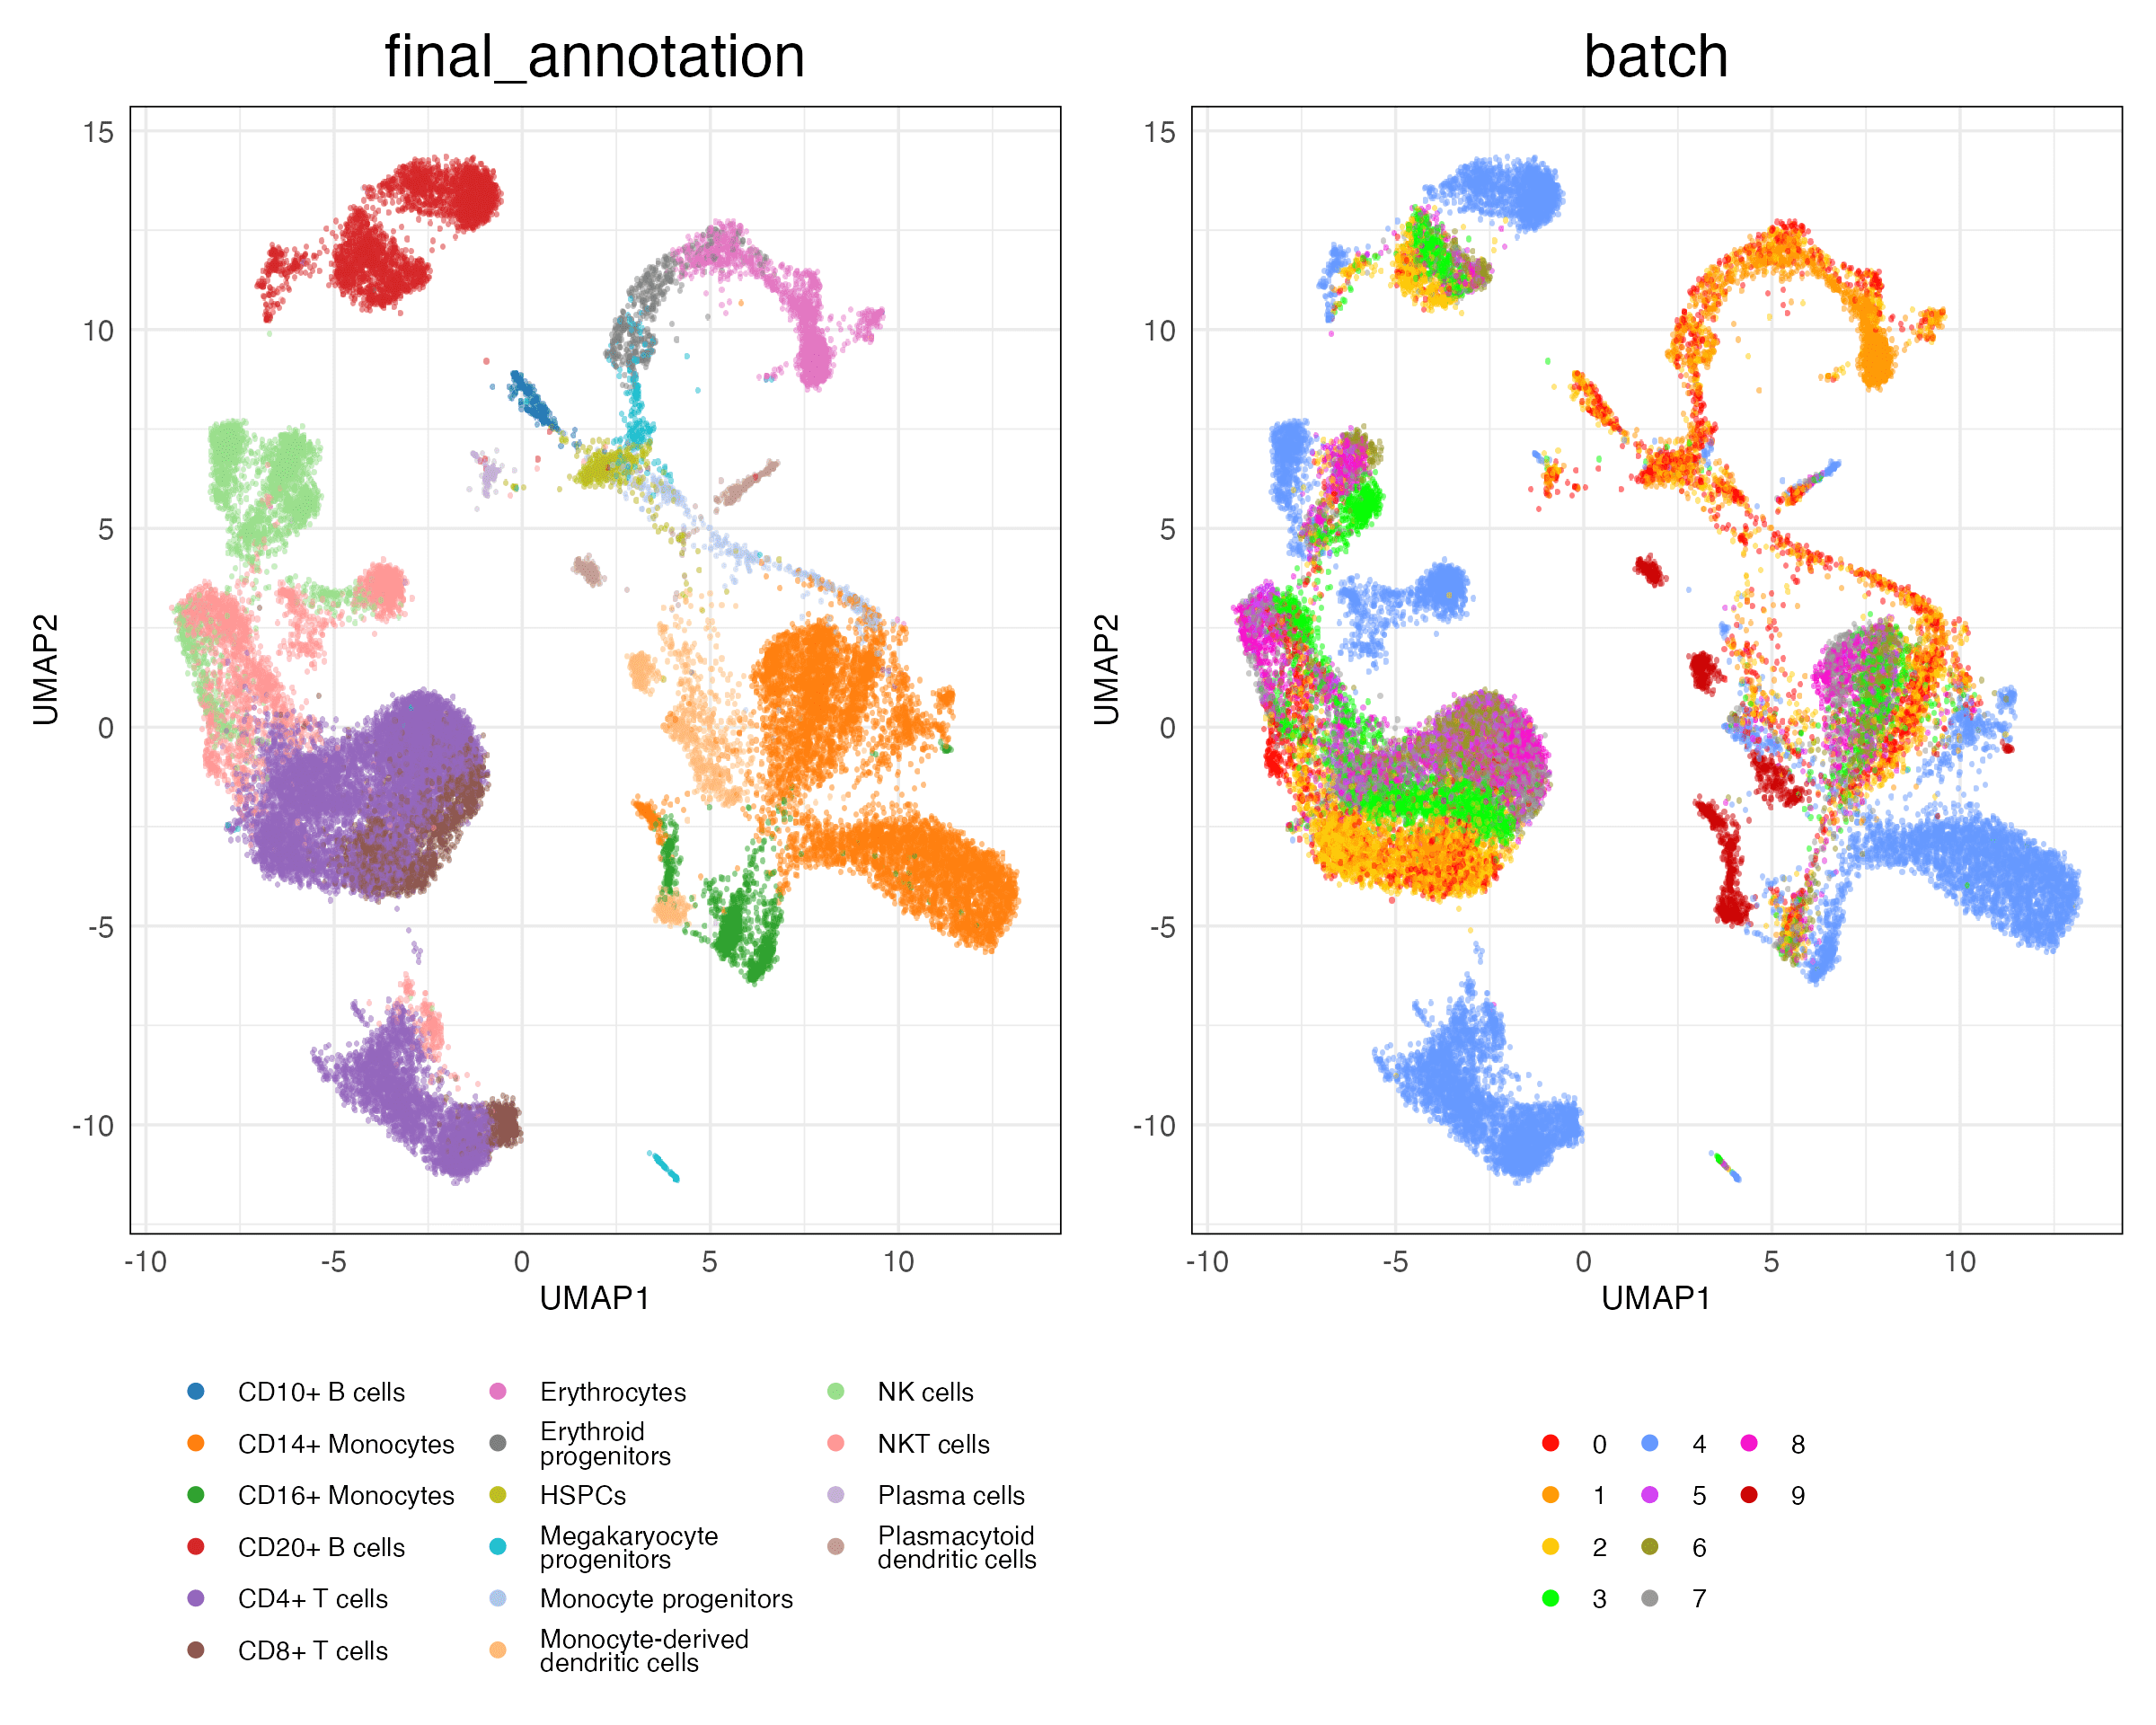 final_annotation
batch
15
10
5
0
-5
-10
UMAP2
-10 -5 0 5 10
UMAP1
15
10
5
0
-5
-10
UMAP2
-10 -5 0 5 10
UMAP1
CD10+ B cells
CD14+ Monocytes
CD16+ Monocytes
CD20+ B cells
CD4+ T cells
CD8+ T cells
Erythrocytes
Erythroid
progenitors
HSPCs
Megakaryocyte
progenitors
Monocyte progenitors
Monocyte-derived
dendritic cells
NK cells
NKT cells
Plasma cells
Plasmacytoid
dendritic cells
0
1
2
3
4
5
6
7
8
9